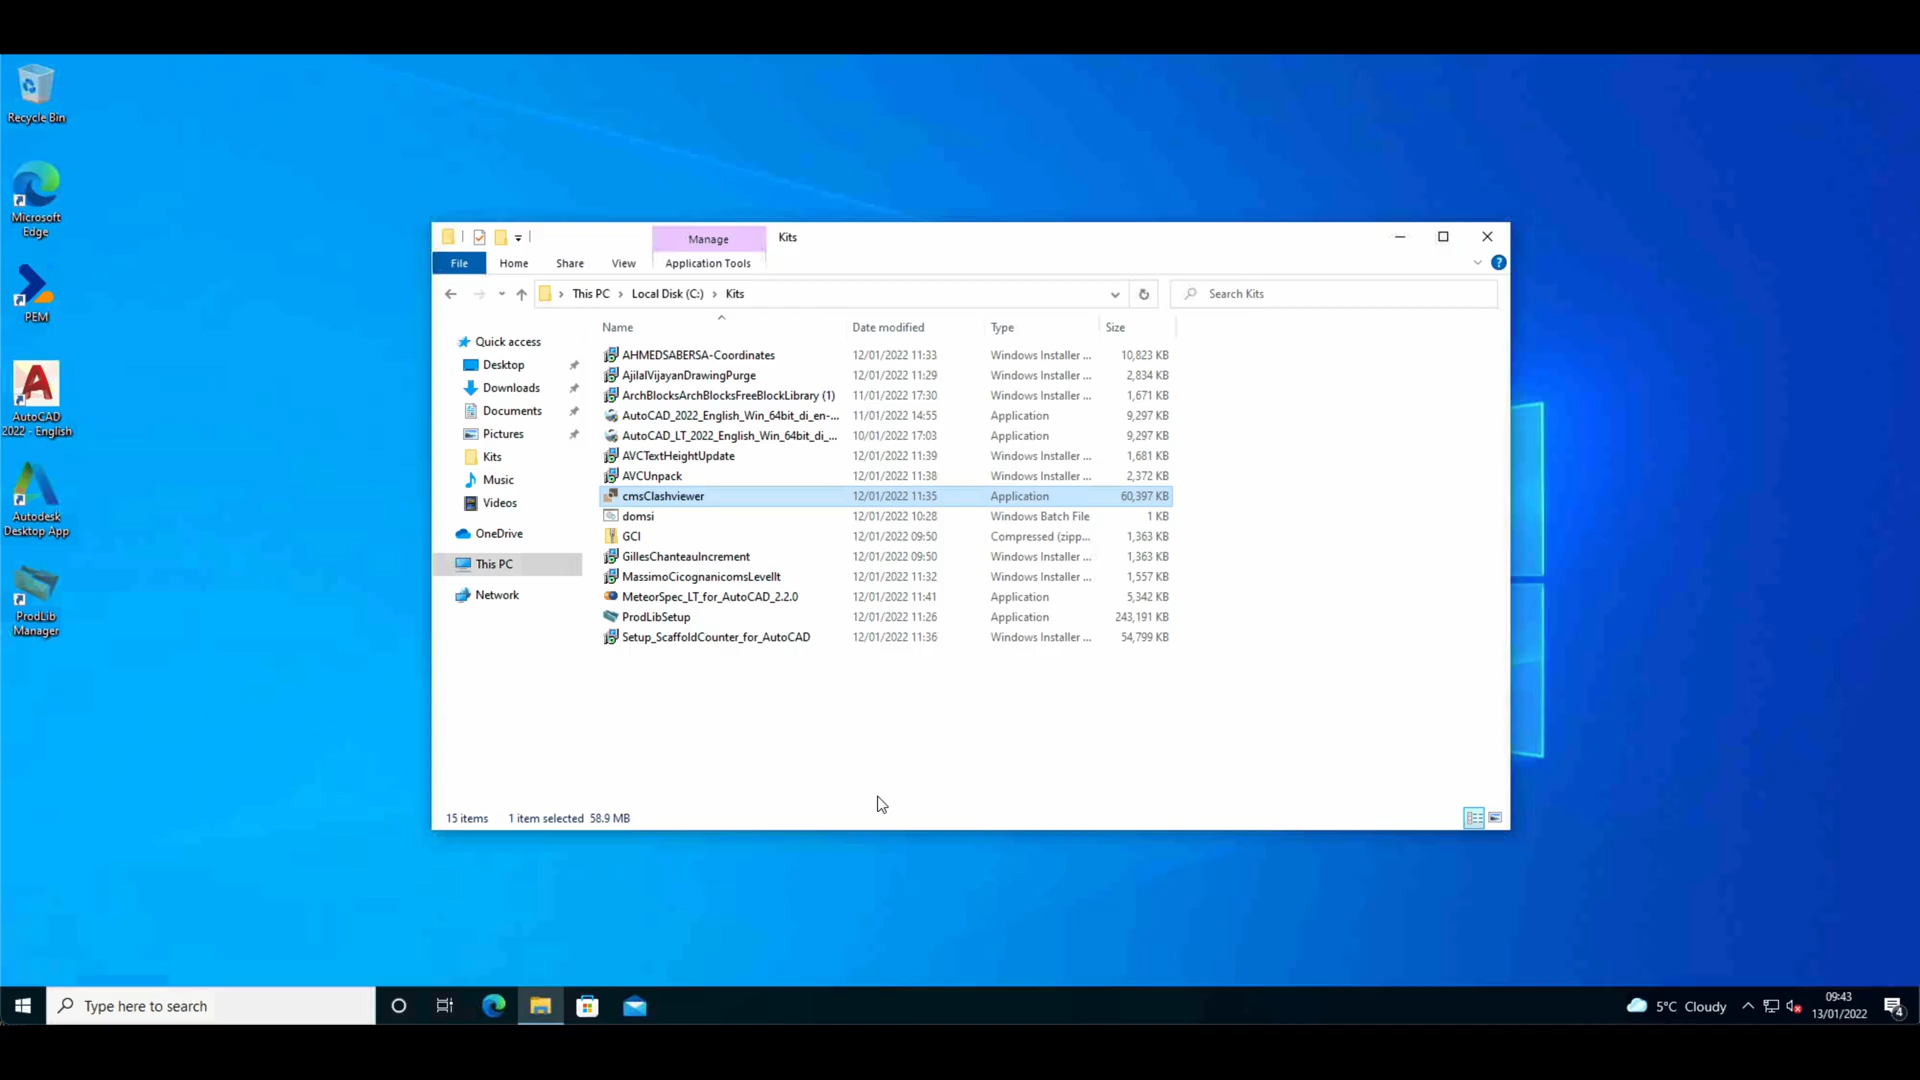 Recycle Bin
Microsoft
Edge
PEM
AutoCAD
2022 - English
Autodesk
Desktop App
ProdLib
Manager
Manage
Kits
File
Home
Share
View
Application Tools
This PC
Local Disk (C:)
Kits
Search Kits
Name
Date modified
Type
Size
Quick access
Desktop
Downloads
Documents
Pictures
Kits
Music
Videos
OneDrive
This PC
Network
AHMEDSABERSA-Coordinates 12/01/2022 11:33 Windows Installer ... 10,823 KB
AjilalVijayanDrawingPurge 12/01/2022 11:29 Windows Installer ... 2,834 KB
ArchBlocksArchBlocksFreeBlockLibrary (1) 11/01/2022 17:30 Windows Installer ... 1,671 KB
AutoCAD_2022_English_Win_64bit_di_en-... 11/01/2022 14:55 Application 9,297 KB
AutoCAD_LT_2022_English_Win_64bit_di_... 10/01/2022 17:03 Application 9,297 KB
AVCTextHeightUpdate 12/01/2022 11:39 Windows Installer ... 1,681 KB
AVCUnpack 12/01/2022 11:38 Windows Installer ... 2,372 KB
cmsClashviewer 12/01/2022 11:35 Application 60,397 KB
domsi 12/01/2022 10:28 Windows Batch File 1 KB
GCI 12/01/2022 09:50 Compressed (zipp... 1,363 KB
GillesChanteauIncrement 12/01/2022 09:50 Windows Installer ... 1,363 KB
MassimoCicognanicomsLevelIt 12/01/2022 11:32 Windows Installer ... 1,557 KB
MeteorSpec_LT_for_AutoCAD_2.2.0 12/01/2022 11:41 Application 5,342 KB
ProdLibSetup 12/01/2022 11:26 Application 243,191 KB
Setup_ScaffoldCounter_for_AutoCAD 12/01/2022 11:36 Windows Installer ... 54,799 KB
15 items 1 item selected 58.9 MB
Type here to search
5°C Cloudy
09:43
13/01/2022
4